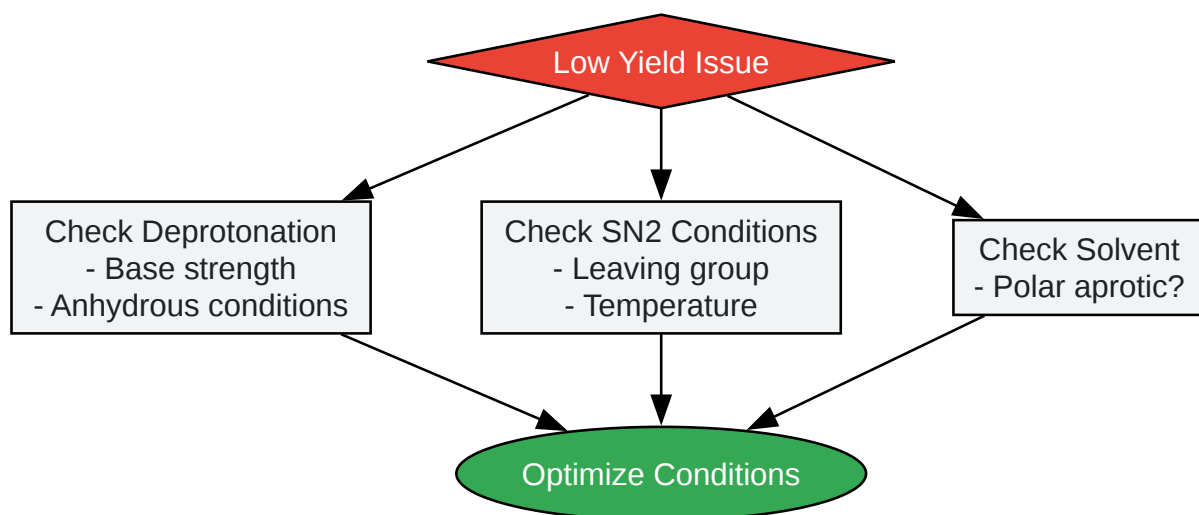 Low Yield Issue
Check Deprotonation
- Base strength
- Anhydrous conditions
Check SN2 Conditions
- Leaving group
- Temperature
Check Solvent
- Polar aprotic?
Optimize Conditions